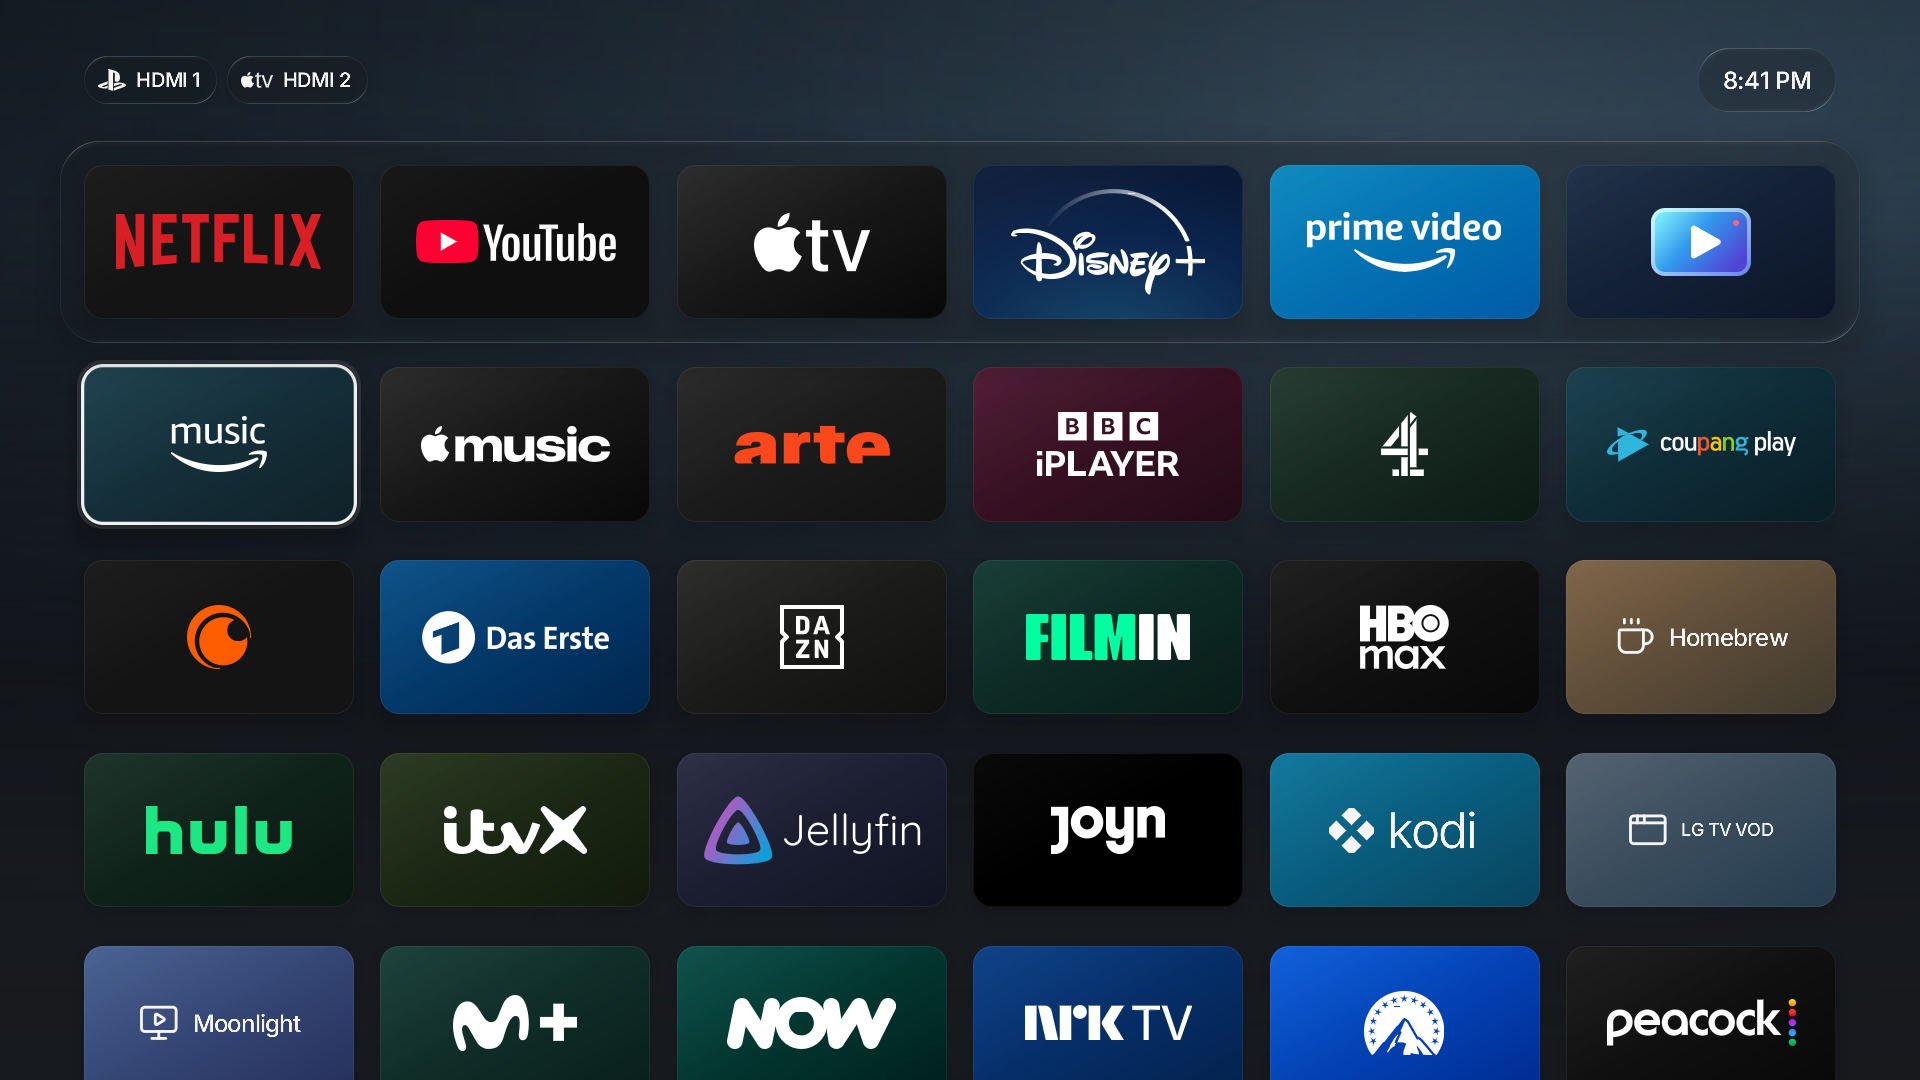 HDMI 1
tv HDMI 2
8:41 PM
NETFLIX
YouTube
tv
Disney+
prime video
music
music
arte
BBC
iPLAYER
4
coupang play
Das Erste
DA
ZN
FILMIN
HBO
max
Homebrew
hulu
itvX
Jellyfin
Joyn
kodi
LG TV VOD
Moonlight
M+
NOW
NRK TV
peacock